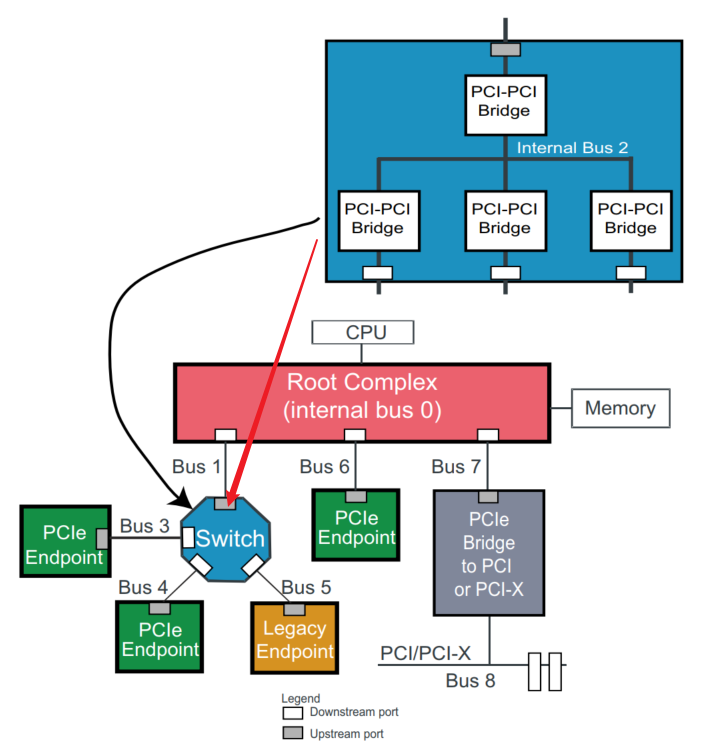 PCI-PCI
Bridge
Internal Bus 2
PCI-PCI
Bridge
PCI-PCI
Bridge
PCI-PCI
Bridge
CPU
Root Complex
(internal bus 0)
Memory
Bus 1
Bus 6
Bus 7
PCIe
Endpoint
Bus 3
Switch
PCIe
Endpoint
PCIe
Bridge
to PCI
or PCI-X
Bus 4
Bus 5
PCIe
Endpoint
Legacy
Endpoint
PCI/PCI-X
Bus 8
Legend
Downstream port
Upstream port